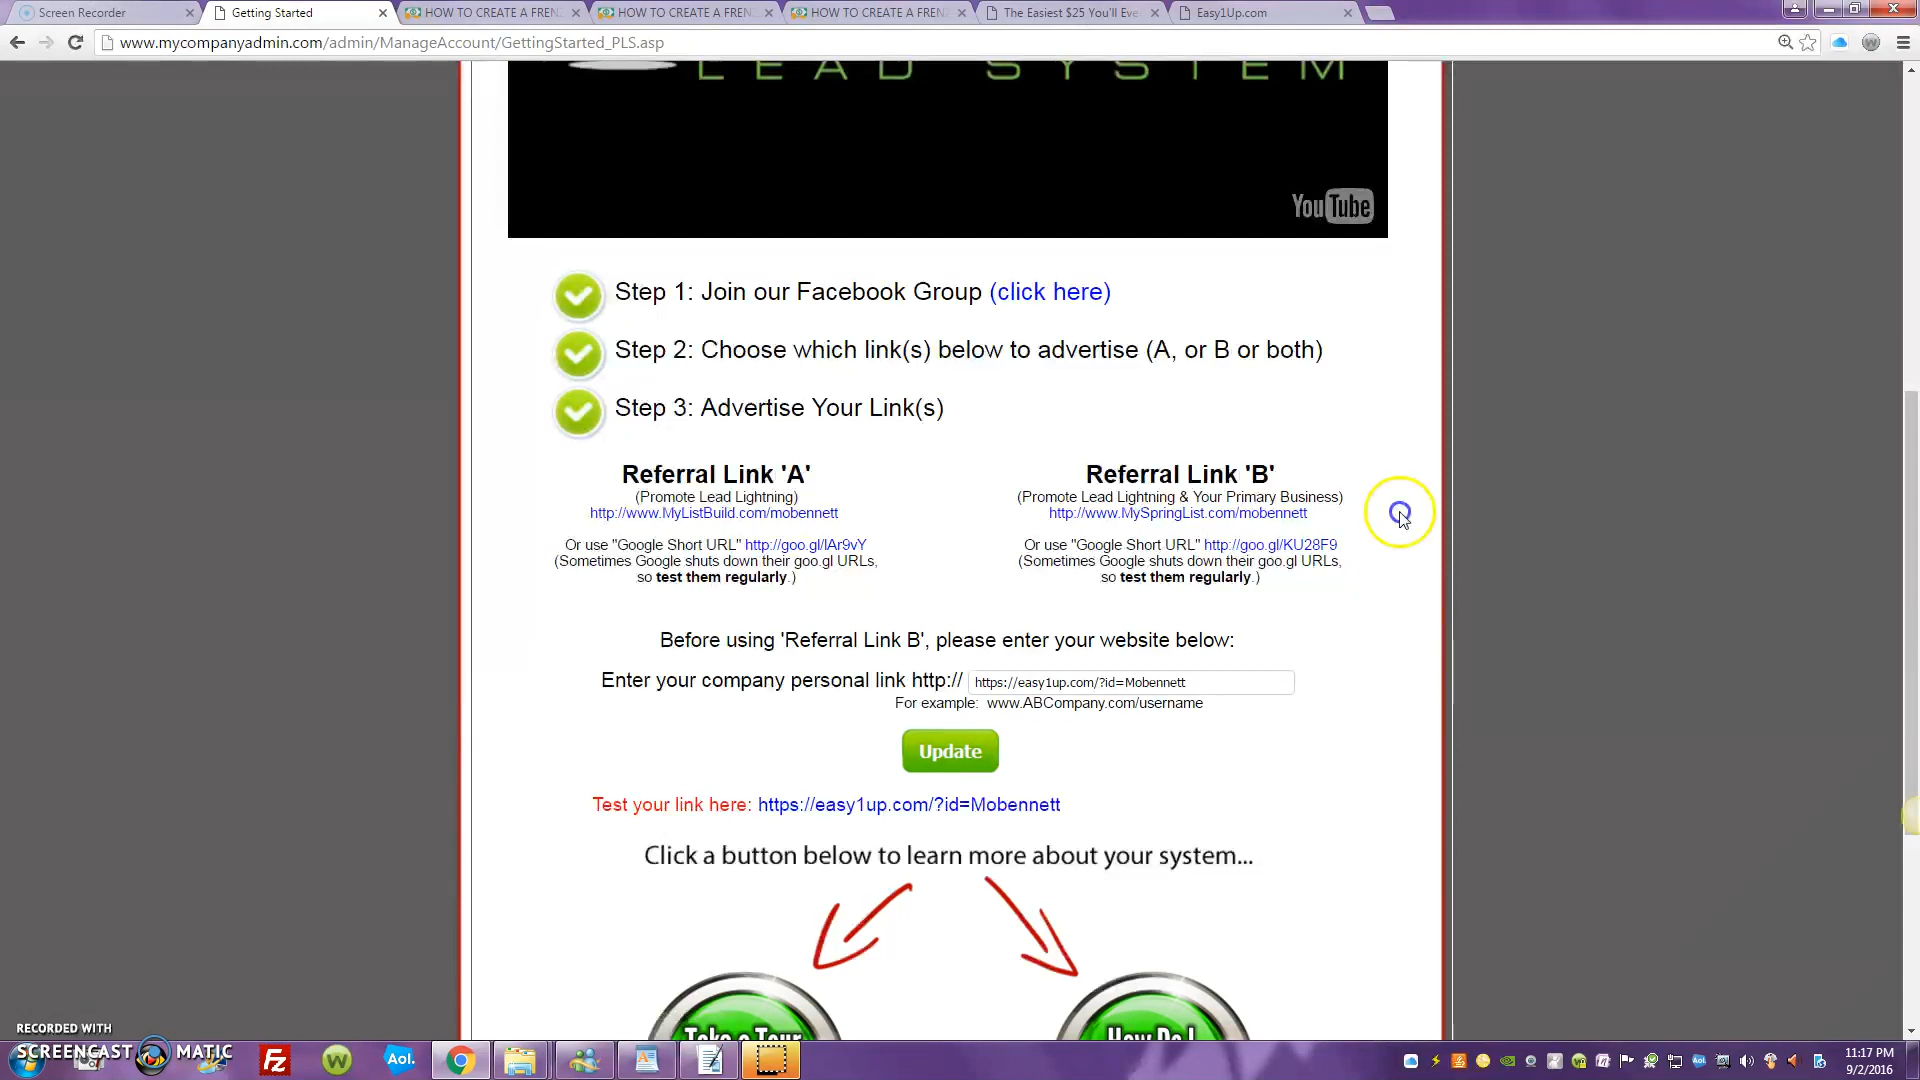 Screen Recorder
Getting Started
HOW TO CREATE A FREN
HOW TO CREATE A FREN
HOW TO CREATE A FREN
The Easiest $25 You'll Eve
Easy1Up.com
www.mycompanyadmin.com/admin/ManageAccount/GettingStarted_PLS.asp
LEAD SYSTEM
YouTube
Step 1: Join our Facebook Group (click here)
Step 2: Choose which link(s) below to advertise (A, or B or both)
Step 3: Advertise Your Link(s)
Referral Link 'A'
(Promote Lead Lightning)
http://www.MyListBuild.com/mobennett
Or use "Google Short URL" http://goo.gl/lAr9vY
(Sometimes Google shuts down their goo.gl URLs,
so test them regularly.)
Referral Link 'B'
(Promote Lead Lightning & Your Primary Business)
http://www.MySpringList.com/mobennett
Or use "Google Short URL" http://goo.gl/KU28F9
(Sometimes Google shuts down their goo.gl URLs,
so test them regularly.)
Before using 'Referral Link B', please enter your website below:
Enter your company personal link http:// https://easy1up.com/?id=Mobennett
For example: www.ABCompany.com/username
Update
Test your link here: https://easy1up.com/?id=Mobennett
Click a button below to learn more about your system...
Take a Tour
How Do I
RECORDED WITH
SCREENCAST MATIC
Fz
W
Aol.
11:17 PM
9/2/2016